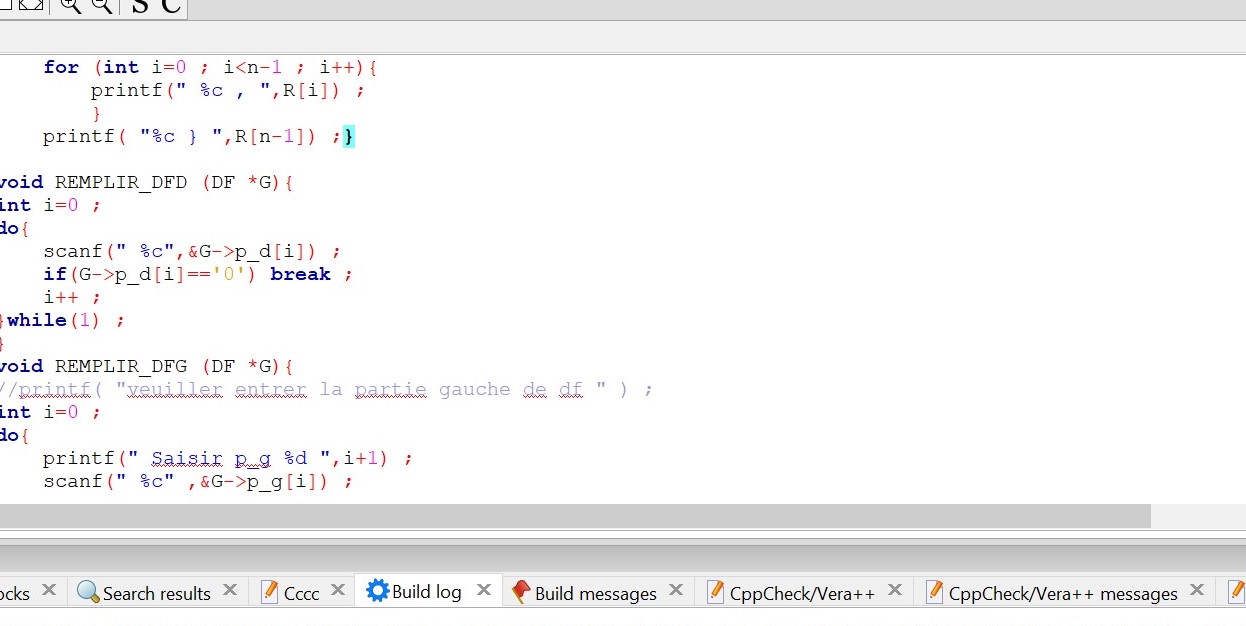 S C
for (int i=0 ; i<n-1 ; i++){
printf(" %c , ",R[i]) ;
}
printf( "%c } ",R[n-1]) ;}
void REMPLIR_DFD (DF *G){
int i=0 ;
do{
scanf(" %c",&G->p_d[i]) ;
if(G->p_d[i]=='0') break ;
i++ ;
}while(1) ;
}
void REMPLIR_DFG (DF *G){
//printf( "veuiller entrer la partie gauche de df " ) ;
int i=0 ;
do{
printf(" Saisir p_g %d ",i+1) ;
scanf(" %c" ,&G->p_g[i]) ;
ocks Search results Cccc Build log Build messages CppCheck/Vera++ CppCheck/Vera++ messages